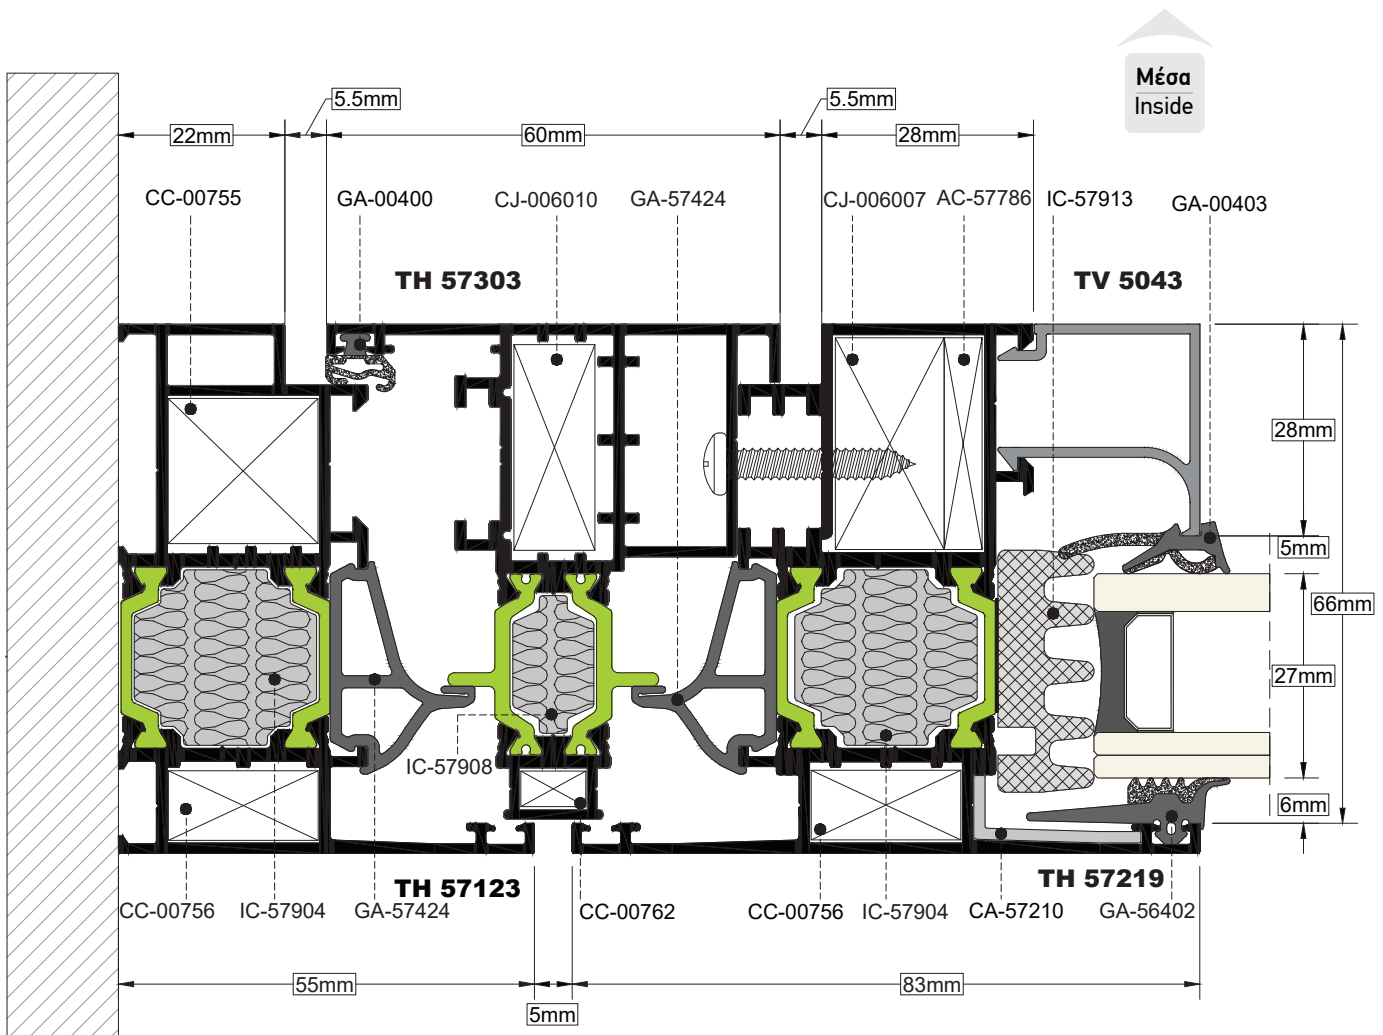 Μέσα
Inside
5.5mm
5.5mm
22mm
60mm
28mm
CC-00755
GA-00400
CJ-006010
GA-57424
CJ-006007
AC-57786
IC-57913
GA-00403
TH 57303
TV 5043
28mm
5mm
66mm
27mm
6mm
IC-57908
TH 57123
TH 57219
CC-00756
IC-57904
GA-57424
CC-00762
CC-00756
IC-57904
CA-57210
GA-56402
55mm
5mm
83mm